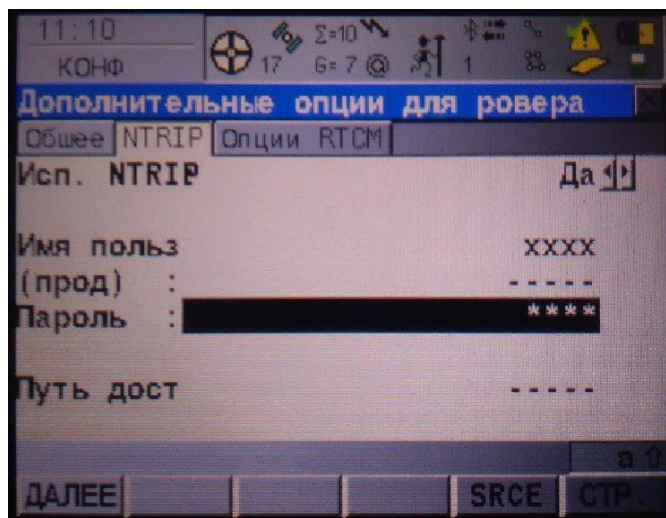 11:10 Σ=10
КОНФ 17 G= 7 @ 1
Дополнительные опции для ровера
Общее NTRIP Опции RTCM
Исп. NTRIP Да
Имя польз xxxx
(прод) : -----
Пароль : ****
Путь дост -----
a ⇧
ДАЛЕЕ SRCE СТР.